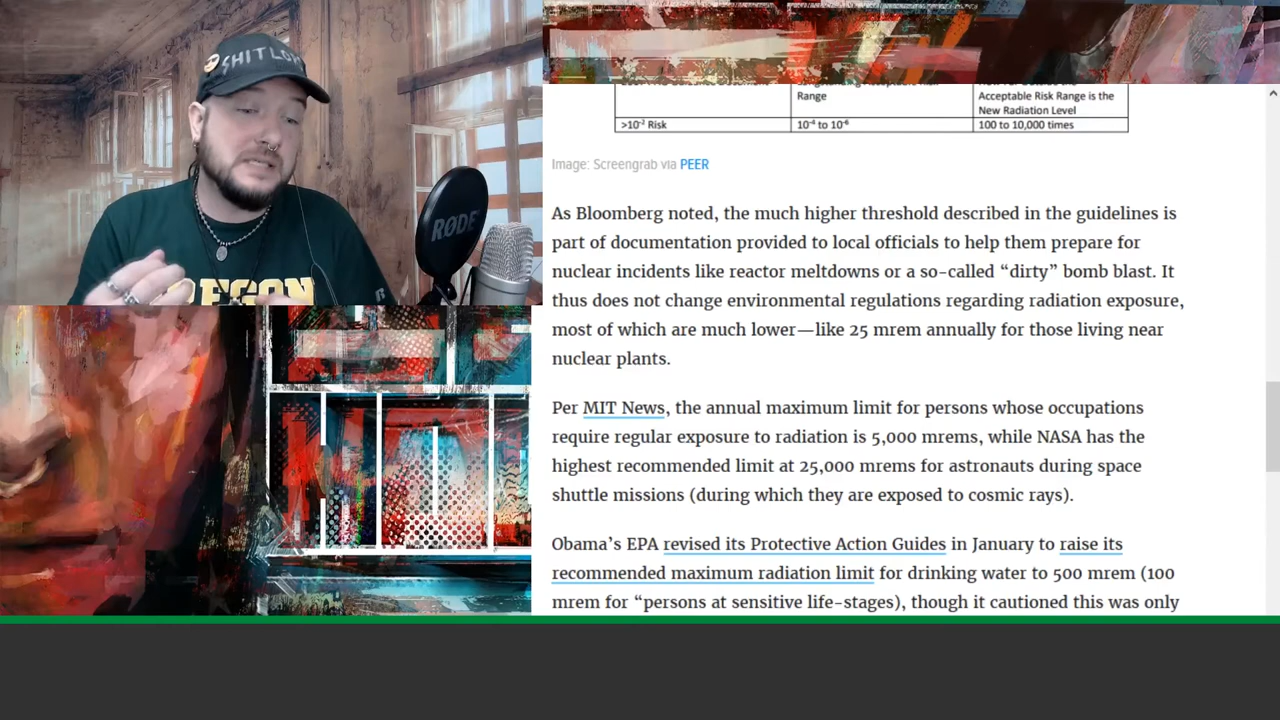 SHITLO
OREGON
RØDE
Range
Acceptable Risk Range is the
New Radiation Level
>10⁻² Risk
10⁻⁴ to 10⁻⁶
100 to 10,000 times
Image: Screengrab via PEER
As Bloomberg noted, the much higher threshold described in the guidelines is
part of documentation provided to local officials to help them prepare for
nuclear incidents like reactor meltdowns or a so-called “dirty” bomb blast. It
thus does not change environmental regulations regarding radiation exposure,
most of which are much lower—like 25 mrem annually for those living near
nuclear plants.
Per MIT News, the annual maximum limit for persons whose occupations
require regular exposure to radiation is 5,000 mrems, while NASA has the
highest recommended limit at 25,000 mrems for astronauts during space
shuttle missions (during which they are exposed to cosmic rays).
Obama’s EPA revised its Protective Action Guides in January to raise its
recommended maximum radiation limit for drinking water to 500 mrem (100
mrem for “persons at sensitive life-stages), though it cautioned this was only